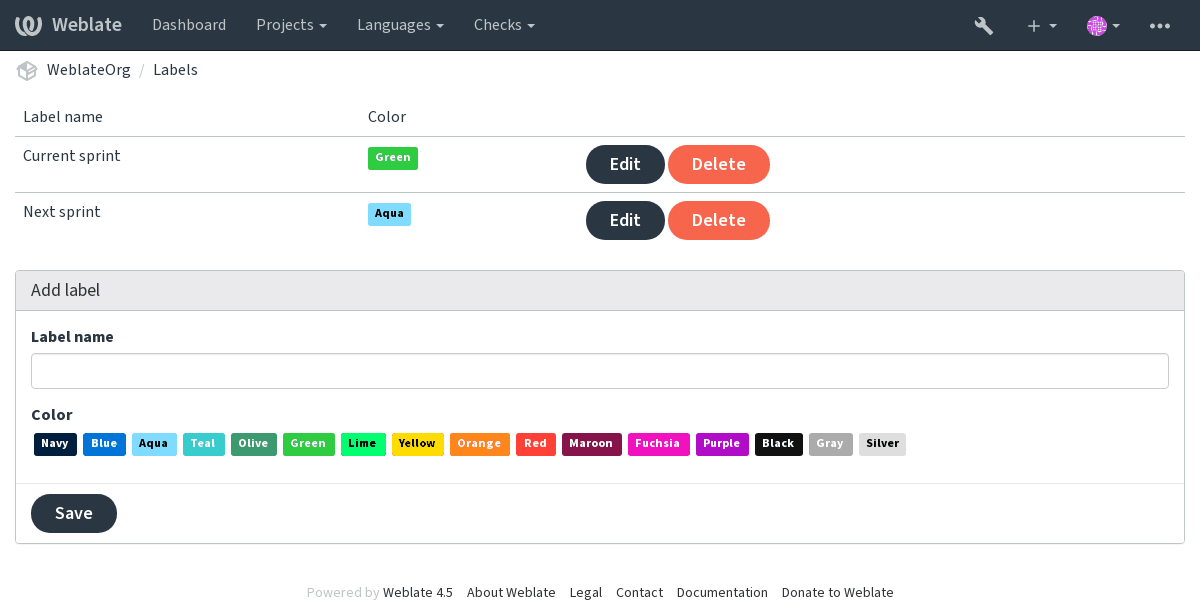 Weblate Dashboard Projects Languages Checks
WeblateOrg / Labels
Label name Color
Current sprint Green Edit Delete
Next sprint Aqua Edit Delete
Add label
Label name
Color
Navy Blue Aqua Teal Olive Green Lime Yellow Orange Red Maroon Fuchsia Purple Black Gray Silver
Save
Powered by Weblate 4.5 About Weblate Legal Contact Documentation Donate to Weblate